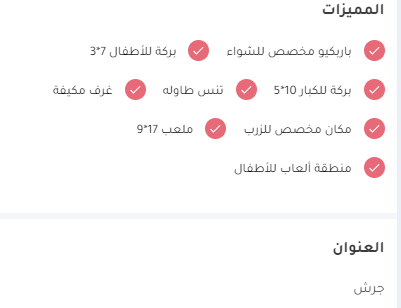 المميزات
باربكيو مخصص للشواء بركة للأطفال 7*3
بركة للكبار 10*5 تنس طاوله غرف مكيفة
مكان مخصص للزرب ملعب 17*9
منطقة ألعاب للأطفال
العنوان
جرش